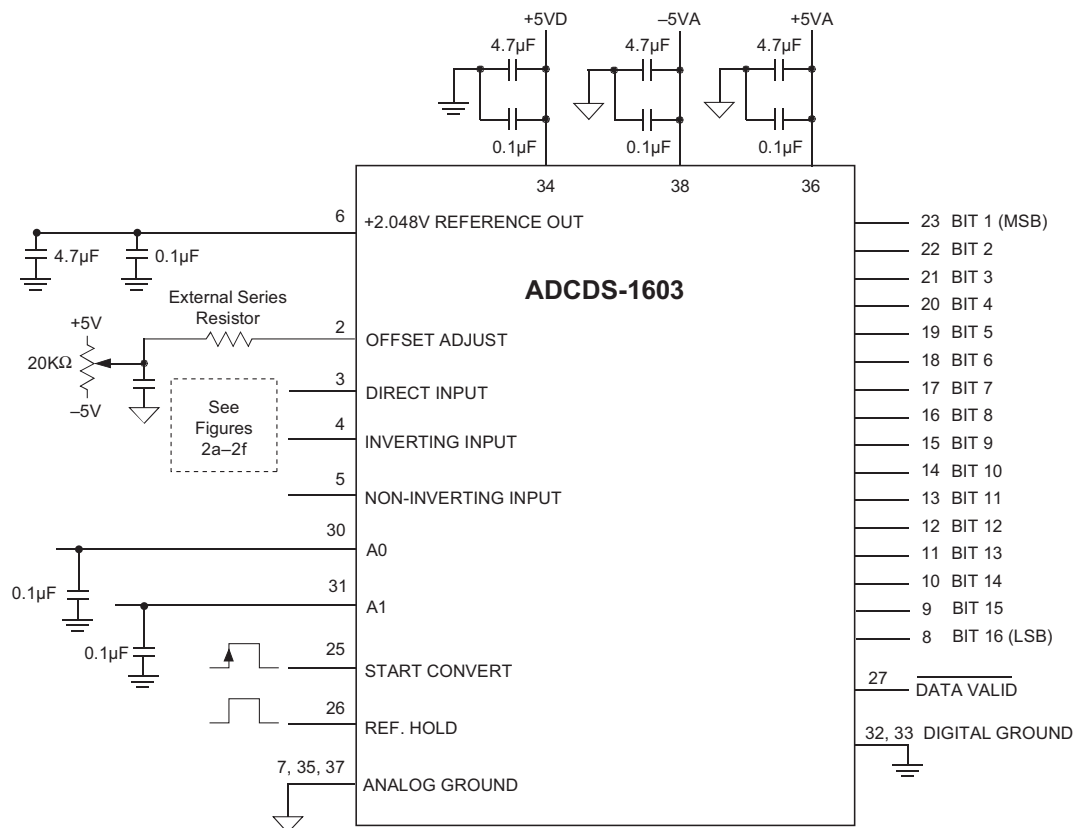 +5VD –5VA +5VA
4.7µF 4.7µF 4.7µF
0.1µF 0.1µF 0.1µF
34 38 36
6 +2.048V REFERENCE OUT
4.7µF 0.1µF
ADCDS-1603
External Series
Resistor
+5V
20KΩ
–5V
2 OFFSET ADJUST
3 DIRECT INPUT
See
Figures
2a–2f
4 INVERTING INPUT
5 NON-INVERTING INPUT
30 A0
0.1µF
31 A1
0.1µF
25 START CONVERT
26 REF. HOLD
7, 35, 37 ANALOG GROUND
23 BIT 1 (MSB)
22 BIT 2
21 BIT 3
20 BIT 4
19 BIT 5
18 BIT 6
17 BIT 7
16 BIT 8
15 BIT 9
14 BIT 10
13 BIT 11
12 BIT 12
11 BIT 13
10 BIT 14
9 BIT 15
8 BIT 16 (LSB)
27 DATA VALID
32, 33 DIGITAL GROUND